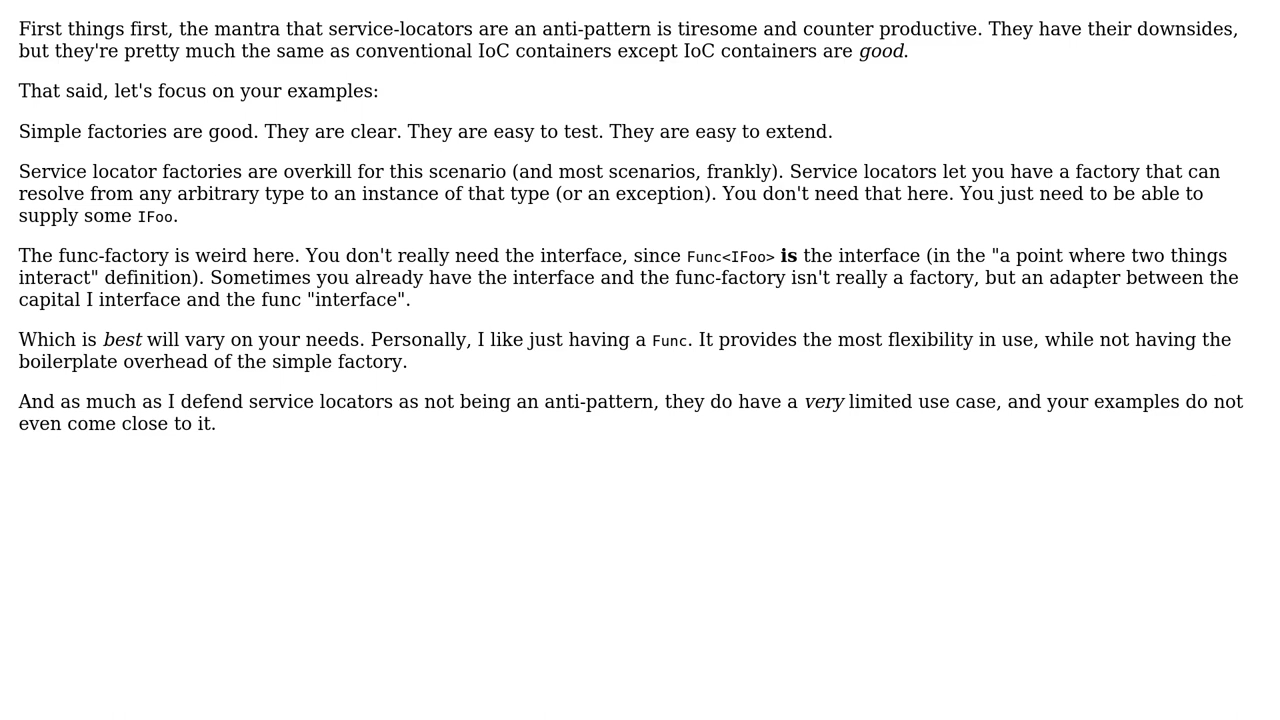 First things first, the mantra that service-locators are an anti-pattern is tiresome and counter productive. They have their downsides,
but they're pretty much the same as conventional IoC containers except IoC containers are good.
That said, let's focus on your examples:
Simple factories are good. They are clear. They are easy to test. They are easy to extend.
Service locator factories are overkill for this scenario (and most scenarios, frankly). Service locators let you have a factory that can
resolve from any arbitrary type to an instance of that type (or an exception). You don't need that here. You just need to be able to
supply some IFoo.
The func-factory is weird here. You don't really need the interface, since Func<IFoo> is the interface (in the "a point where two things
interact" definition). Sometimes you already have the interface and the func-factory isn't really a factory, but an adapter between the
capital I interface and the func "interface".
Which is best will vary on your needs. Personally, I like just having a Func. It provides the most flexibility in use, while not having the
boilerplate overhead of the simple factory.
And as much as I defend service locators as not being an anti-pattern, they do have a very limited use case, and your examples do not
even come close to it.